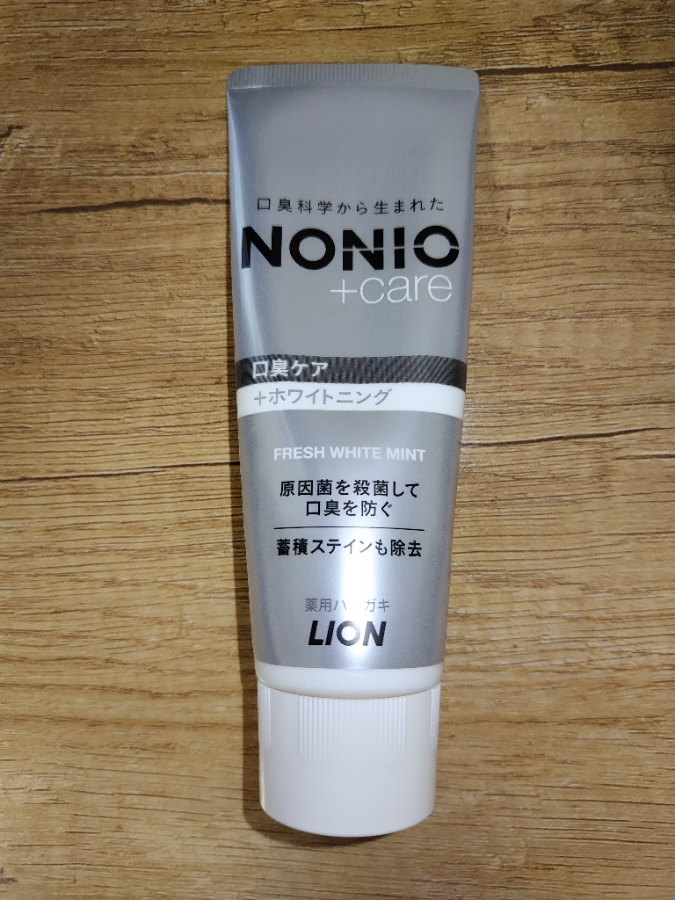 口臭科学から生まれた
NONIO
+care
口臭ケア
+ホワイトニング
FRESH WHITE MINT
原因菌を殺菌して
口臭を防ぐ
蓄積ステインも除去
薬用ハミガキ
LION